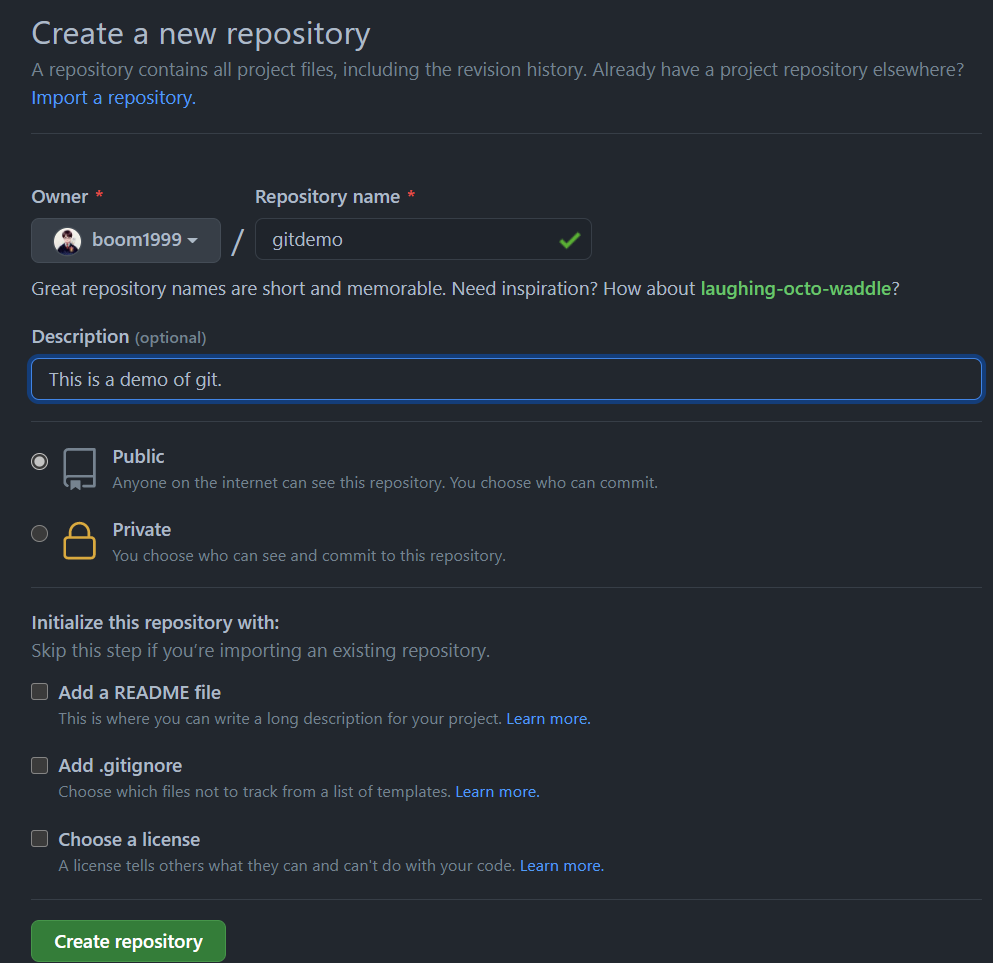 Create a new repository
A repository contains all project files, including the revision history. Already have a project repository elsewhere?
Import a repository.
Owner * Repository name *
boom1999 / gitdemo
Great repository names are short and memorable. Need inspiration? How about laughing-octo-waddle?
Description (optional)
This is a demo of git.
Public
Anyone on the internet can see this repository. You choose who can commit.
Private
You choose who can see and commit to this repository.
Initialize this repository with:
Skip this step if you’re importing an existing repository.
Add a README file
This is where you can write a long description for your project. Learn more.
Add .gitignore
Choose which files not to track from a list of templates. Learn more.
Choose a license
A license tells others what they can and can't do with your code. Learn more.
Create repository